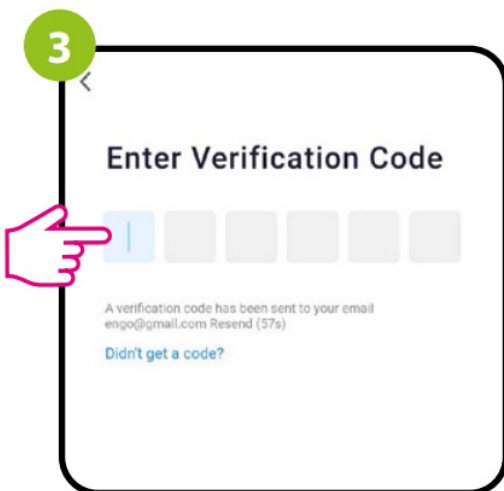 3
Enter Verification Code
A verification code has been sent to your email
engo@gmail.com Resend (57s)
Didn't get a code?